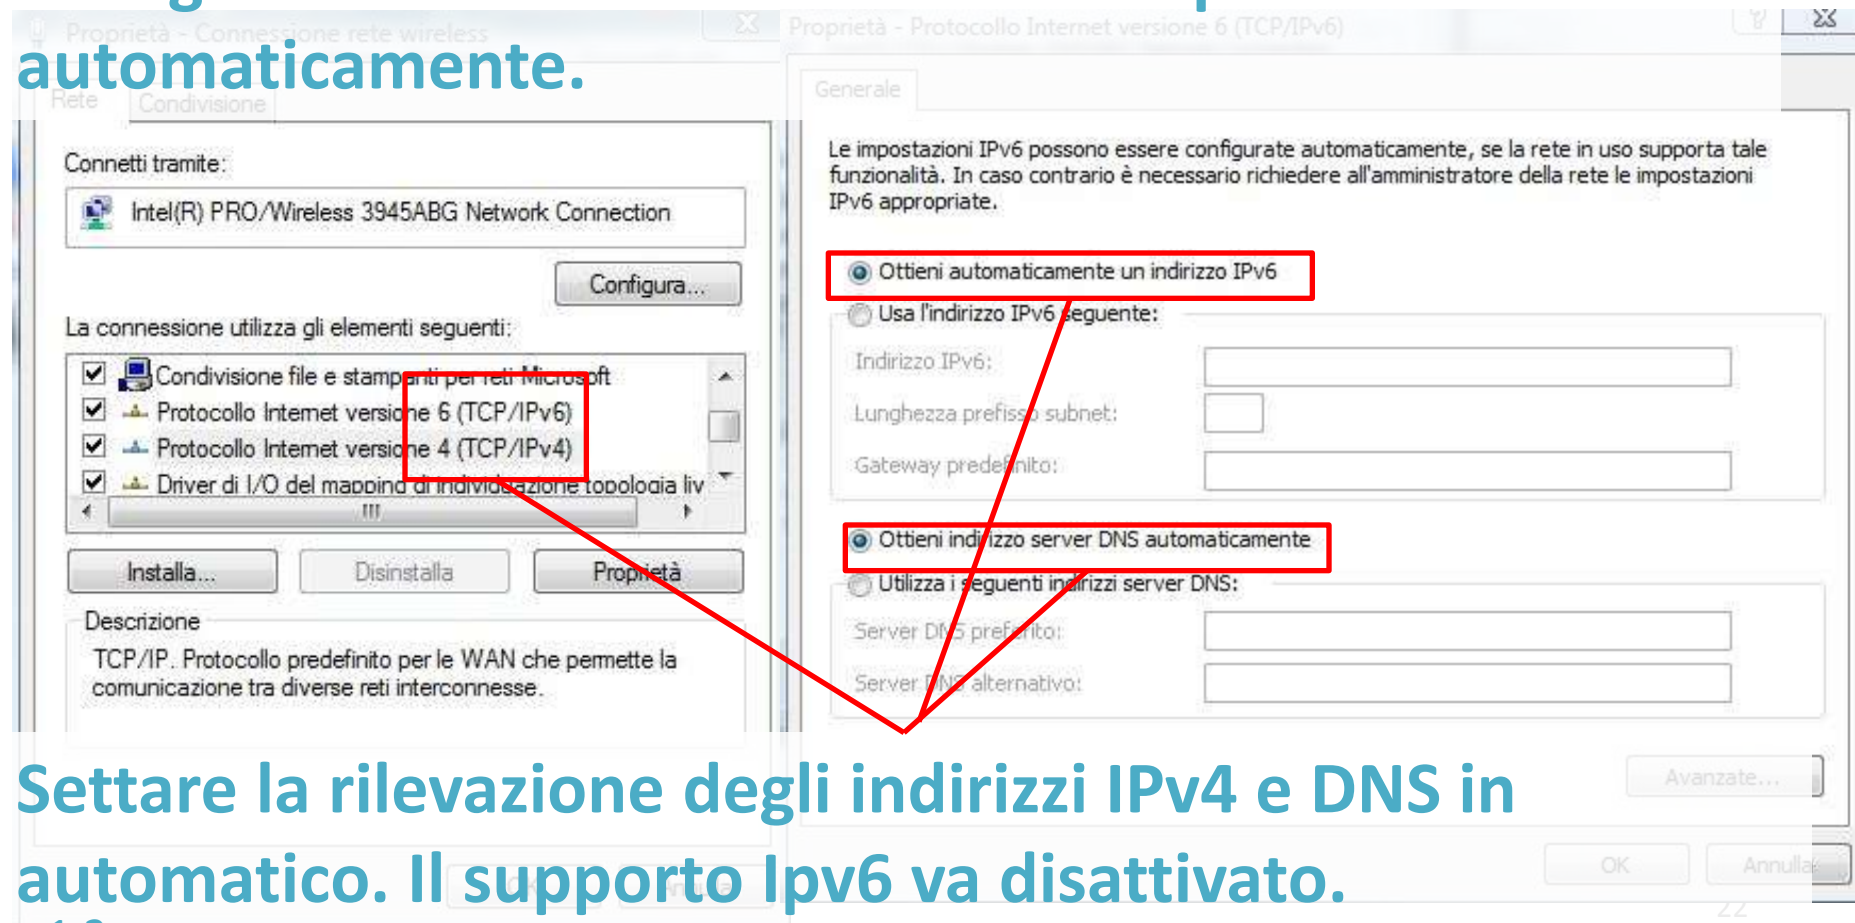 automaticamente.
Proprietà - Connessione rete wireless
Rete
Condivisione
Connetti tramite:
Intel(R) PRO/Wireless 3945ABG Network Connection
Configura...
La connessione utilizza gli elementi seguenti:
Condivisione file e stampanti per reti Microsoft
Protocollo Internet versione 6 (TCP/IPv6)
Protocollo Internet versione 4 (TCP/IPv4)
Driver di I/O del mapping di individuazione topologia liv
Installa...
Disinstalla
Proprietà
Descrizione
TCP/IP. Protocollo predefinito per le WAN che permette la
comunicazione tra diverse reti interconnesse.
Proprietà - Protocollo Internet versione 6 (TCP/IPv6)
Generale
Le impostazioni IPv6 possono essere configurate automaticamente, se la rete in uso supporta tale
funzionalità. In caso contrario è necessario richiedere all'amministratore della rete le impostazioni
IPv6 appropriate.
Ottieni automaticamente un indirizzo IPv6
Usa l'indirizzo IPv6 seguente:
Indirizzo IPv6:
Lunghezza prefisso subnet:
Gateway predefinito:
Ottieni indirizzo server DNS automaticamente
Utilizza i seguenti indirizzi server DNS:
Server DNS preferito:
Server DNS alternativo:
Avanzate...
OK
Annulla
Settare la rilevazione degli indirizzi IPv4 e DNS in
automatico. Il supporto Ipv6 va disattivato.
22